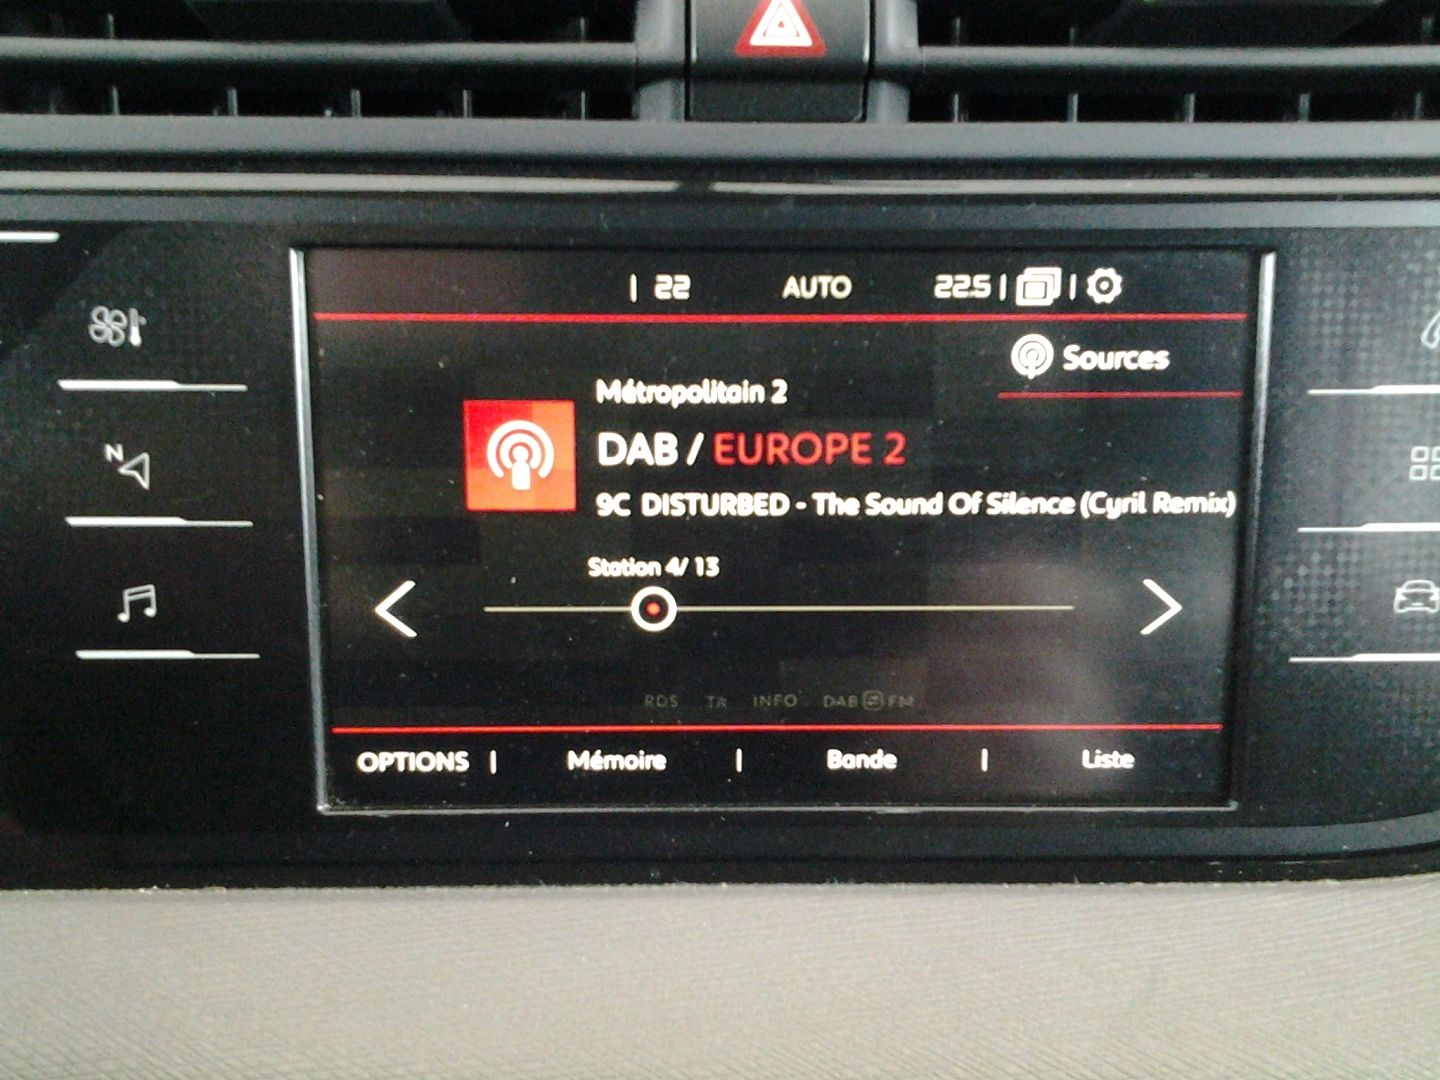 22 AUTO 22.5
Sources
Métropolitain 2
DAB / EUROPE 2
9C DISTURBED - The Sound Of Silence (Cyril Remix)
Station 4/ 13
RDS TA INFO DAB FM
OPTIONS Mémoire Bande Liste
N